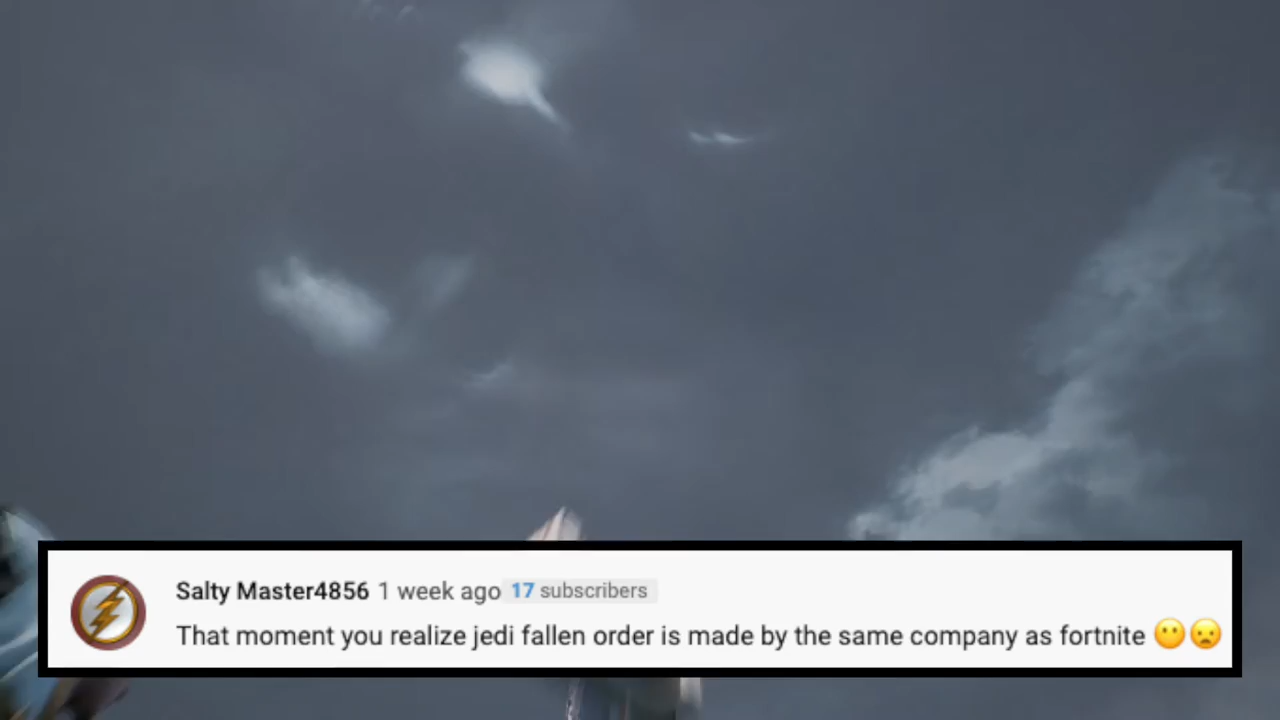 Salty Master4856 1 week ago 17 subscribers
That moment you realize jedi fallen order is made by the same company as fortnite 😶😦